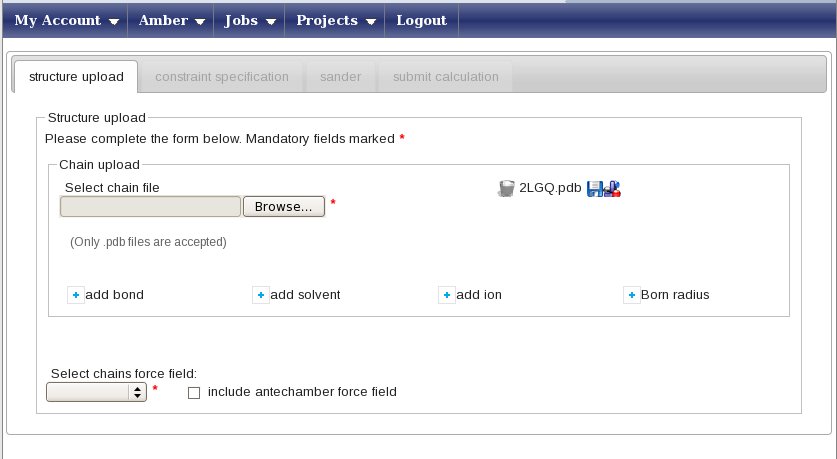 My Account Amber Jobs Projects Logout
structure upload constraint specification sander submit calculation
Structure upload
Please complete the form below. Mandatory fields marked *
Chain upload
Select chain file 2LGQ.pdb
Browse... *
(Only .pdb files are accepted)
add bond add solvent add ion Born radius
Select chains force field:
* include antechamber force field